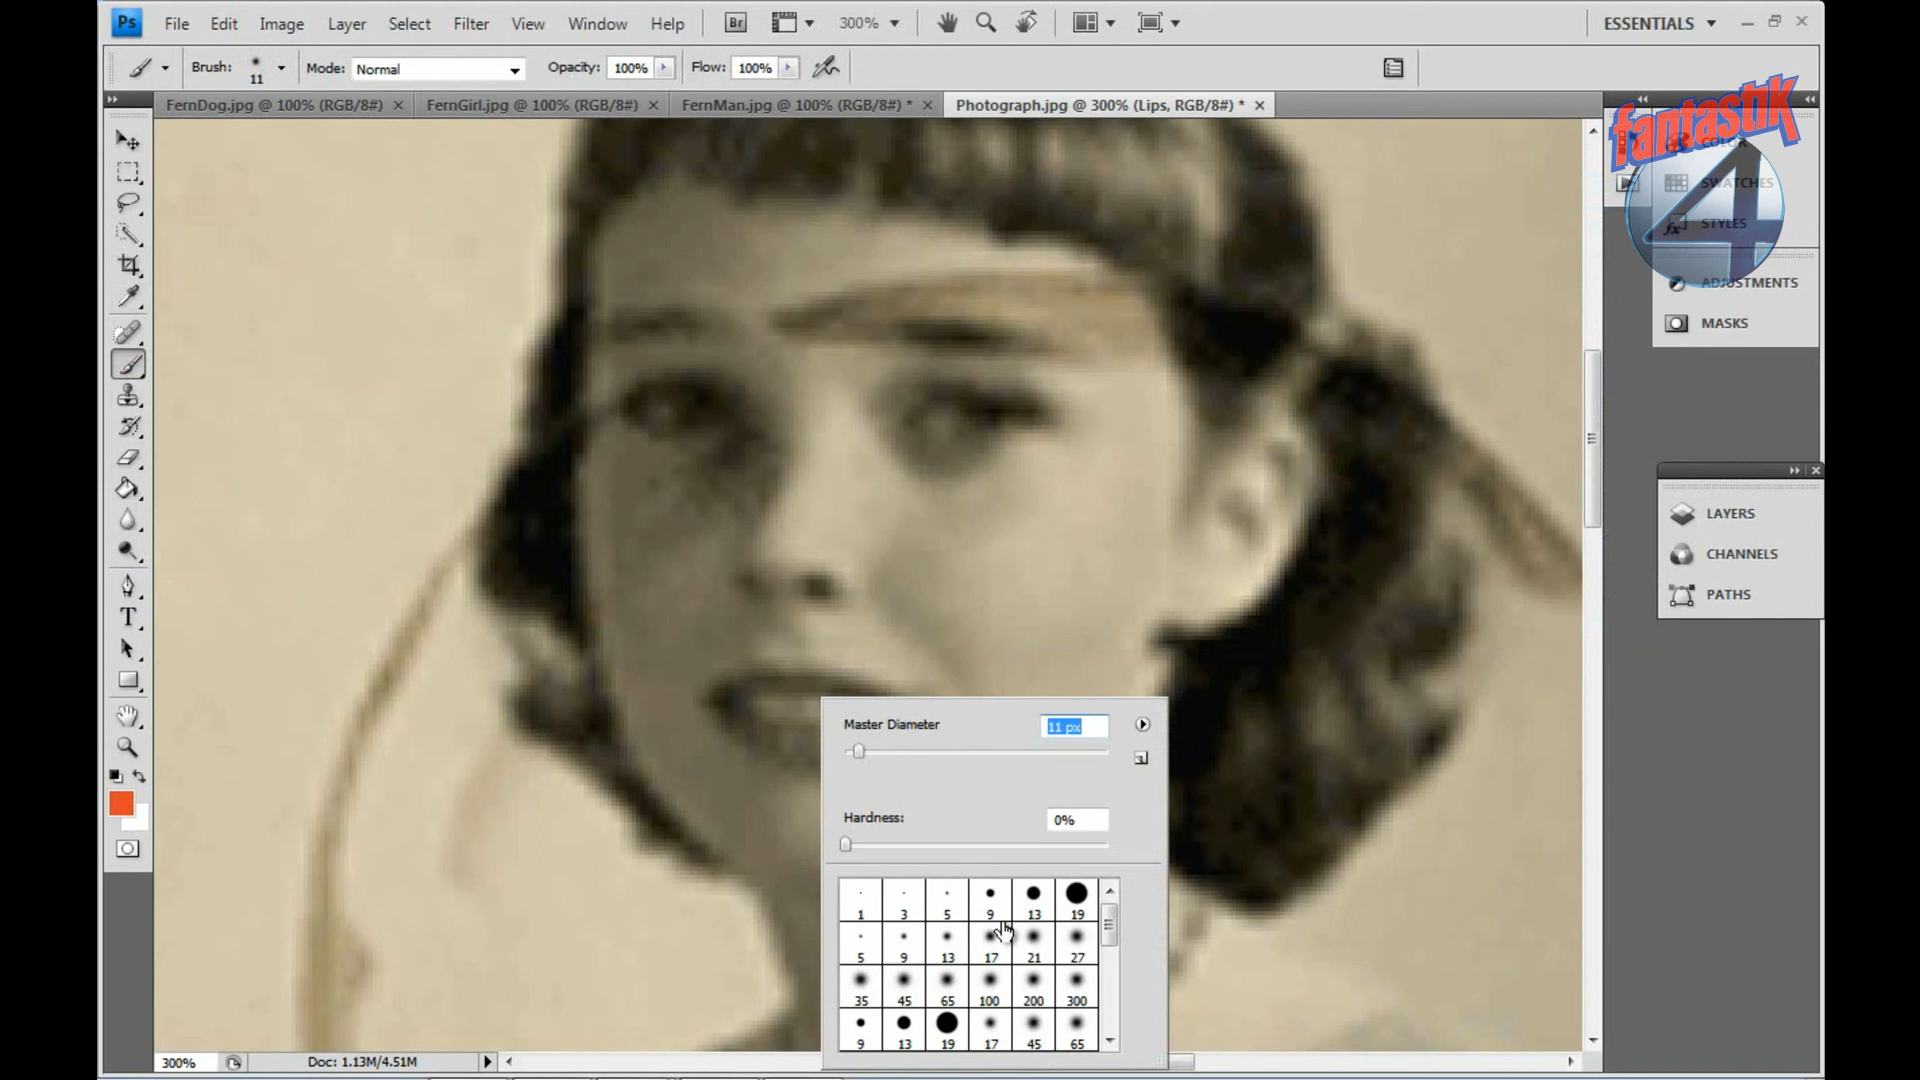 Ps File Edit Image Layer Select Filter View Window Help Br 300% ESSENTIALS
Brush: 11 Mode: Normal Opacity: 100% Flow: 100%
FernDog.jpg @ 100% (RGB/8#) FernGirl.jpg @ 100% (RGB/8#) FernMan.jpg @ 100% (RGB/8#) * Photograph.jpg @ 300% (Lips, RGB/8#) *
fantastiK
4
COLOR
SWATCHES
STYLES
ADJUSTMENTS
MASKS
LAYERS
CHANNELS
PATHS
Master Diameter 11 px
Hardness: 0%
1 3 5 9 13 19
5 9 13 17 21 27
35 45 65 100 200 300
9 13 19 17 45 65
300% Doc: 1.13M/4.51M